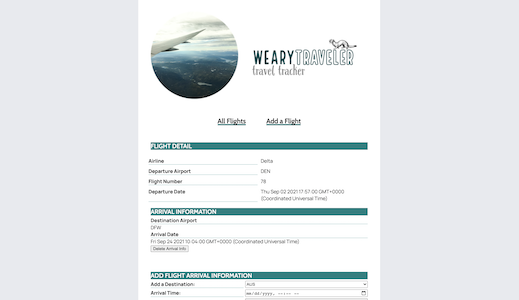 WEARY TRAVELER
travel tracker
All Flights
Add a Flight
FLIGHT DETAIL
Airline
Delta
Departure Airport
DEN
Flight Number
78
Departure Date
Thu Sep 02 2021 17:57:00 GMT+0000
(Coordinated Universal Time)
ARRIVAL INFORMATION
Destination Airport
DFW
Arrival Date
Fri Sep 24 2021 10:04:00 GMT+0000 (Coordinated Universal Time)
Delete Arrival Info
ADD FLIGHT ARRIVAL INFORMATION
Add a Destination:
AUS
Arrival Time:
mm/dd/yyyy, --:-- --